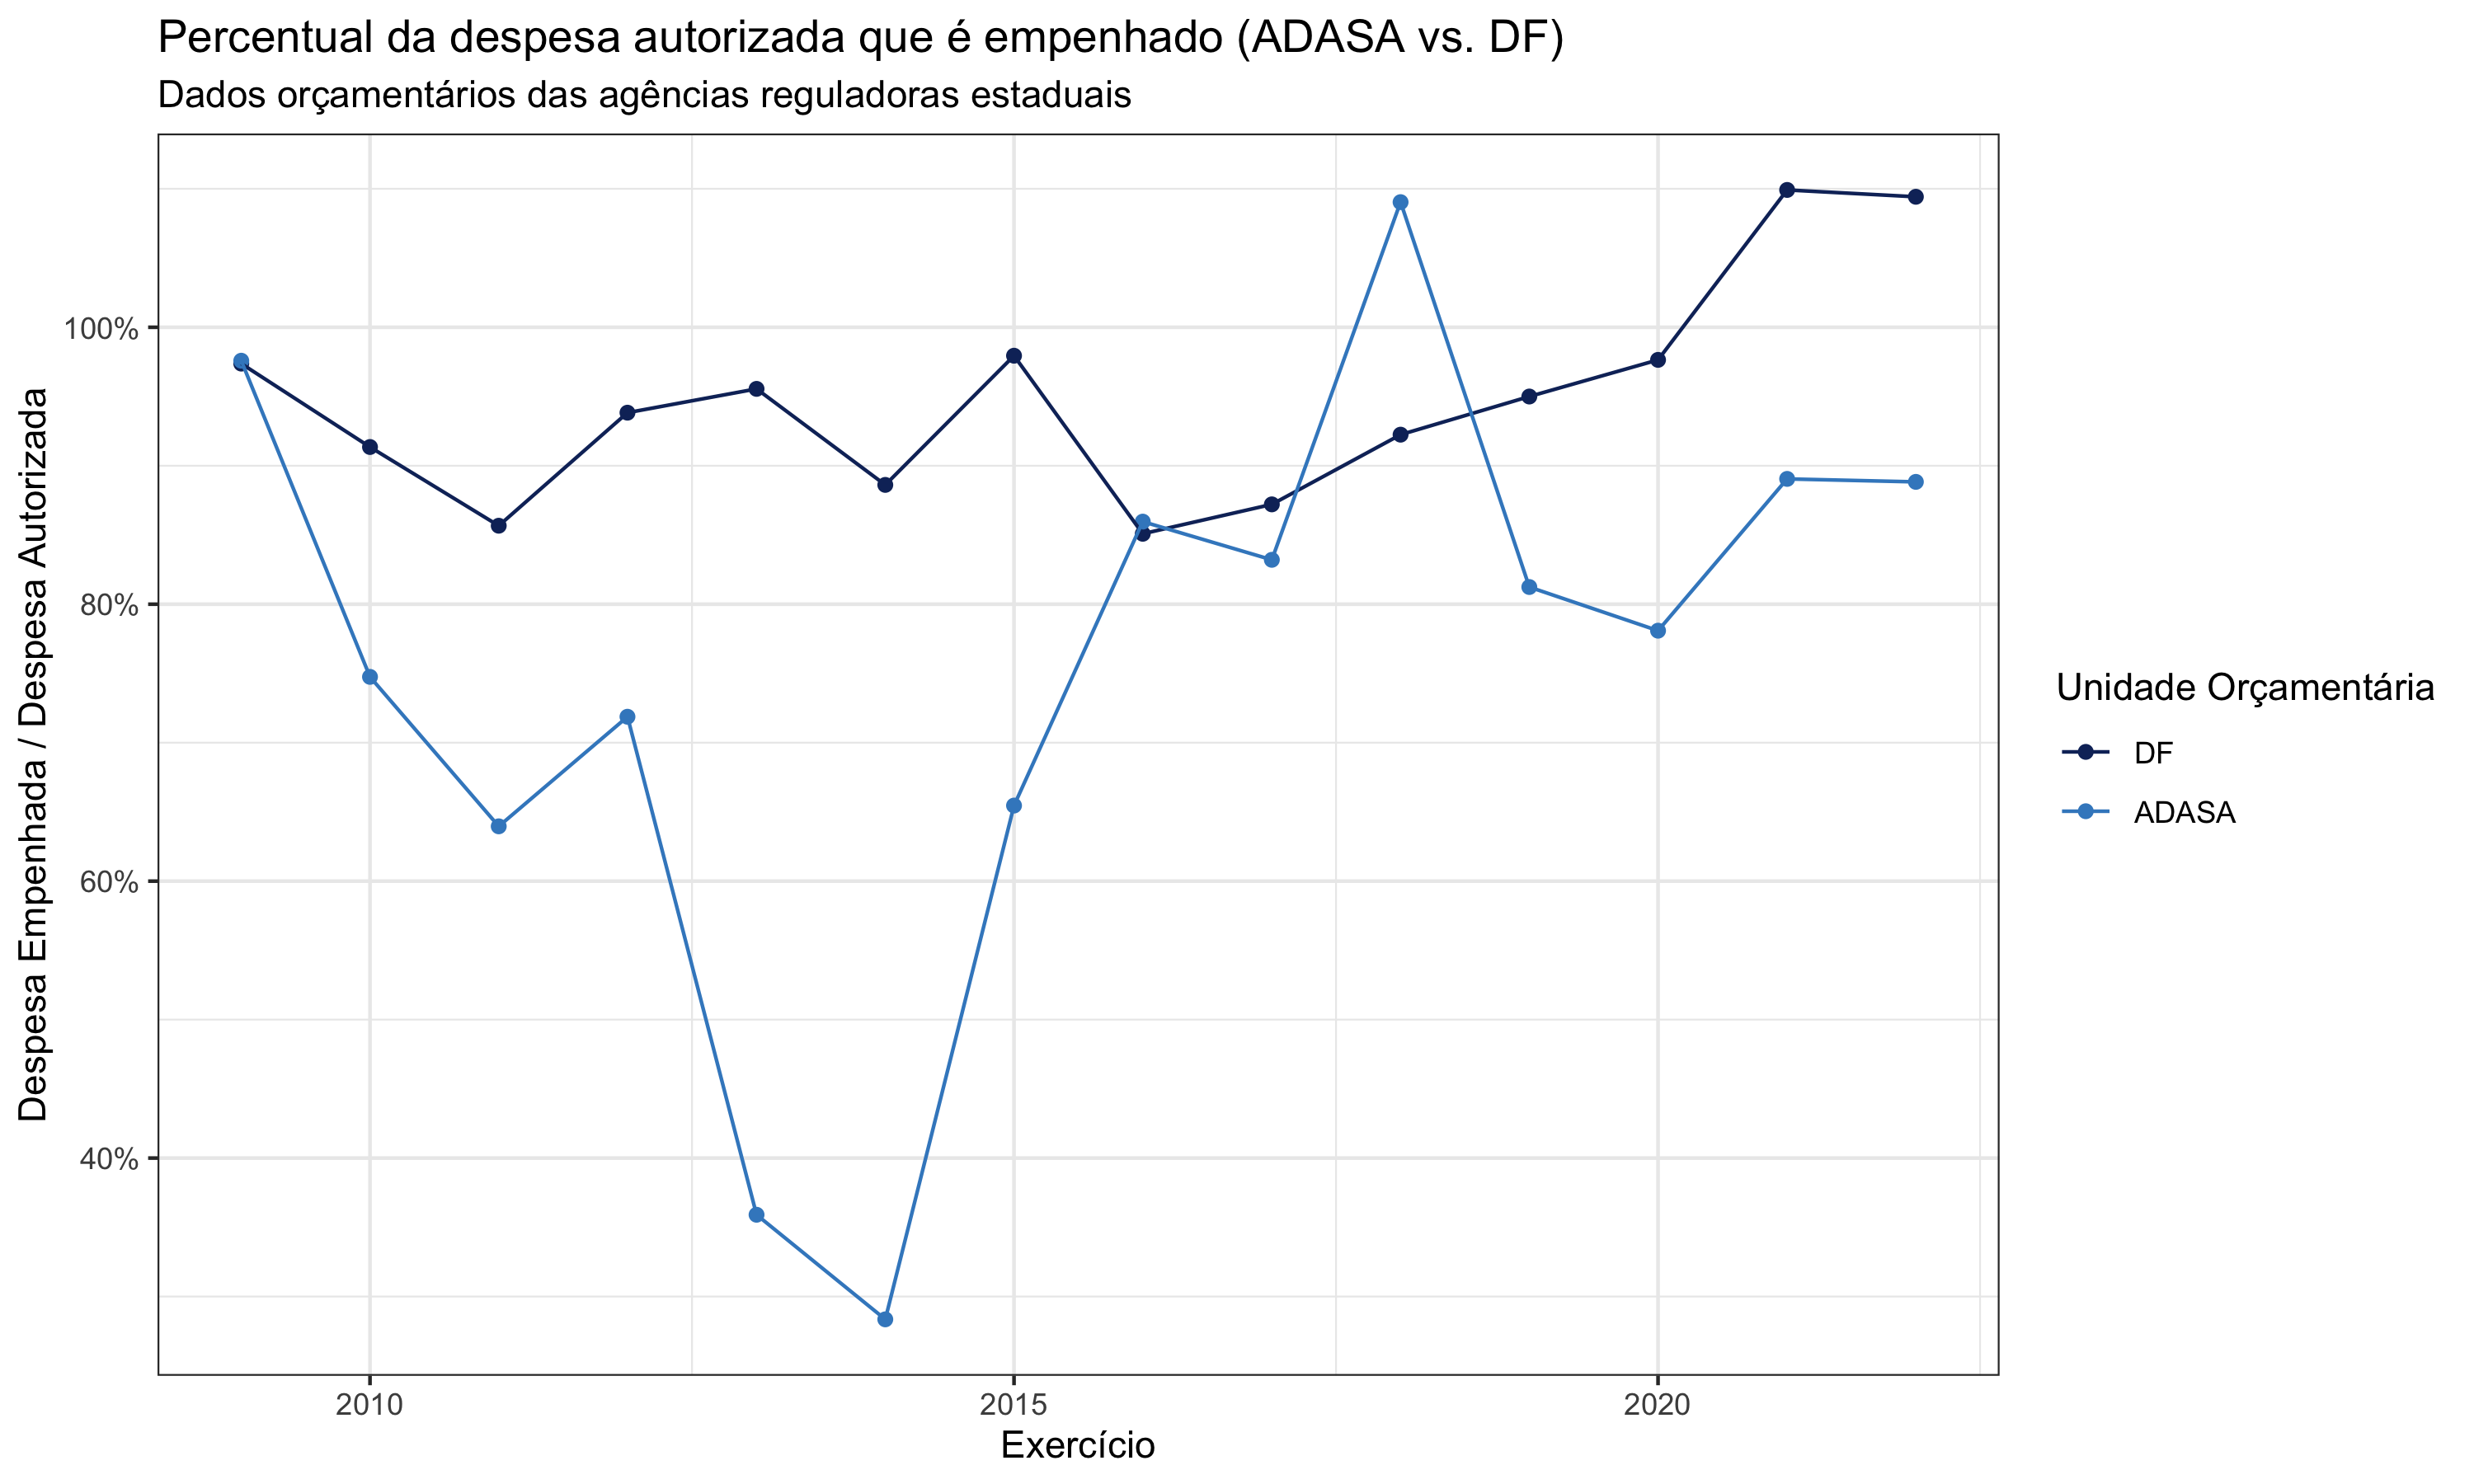 Percentual da despesa autorizada que é empenhado (ADASA vs. DF)
Dados orçamentários das agências reguladoras estaduais
Despesa Empenhada / Despesa Autorizada
100%
80%
60%
40%
2010
2015
2020
Exercício
Unidade Orçamentária
DF
ADASA